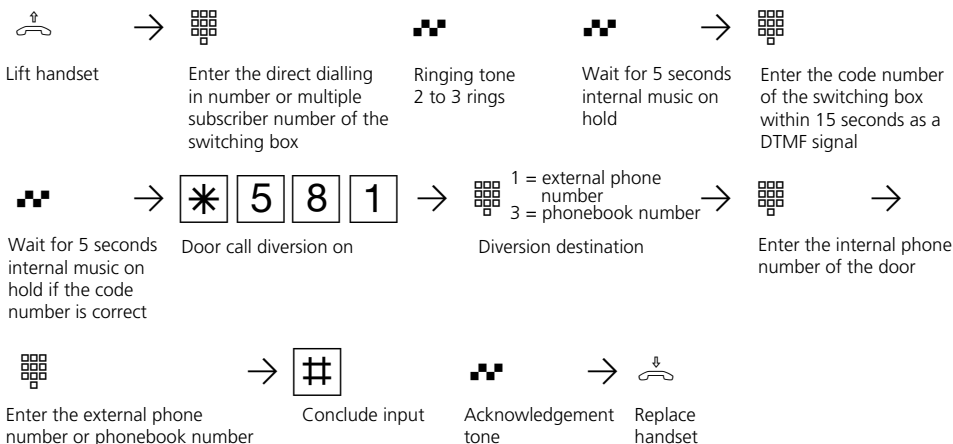 Lift handset
Enter the direct dialling
in number or multiple
subscriber number of the
switching box
Ringing tone
2 to 3 rings
Wait for 5 seconds
internal music on
hold
Enter the code number
of the switching box
within 15 seconds as a
DTMF signal
Wait for 5 seconds
internal music on
hold if the code
number is correct
* 5 8 1
Door call diversion on
1 = external phone
number
3 = phonebook number
Diversion destination
Enter the internal phone
number of the door
Enter the external phone
number or phonebook number
#
Conclude input
Acknowledgement
tone
Replace
handset